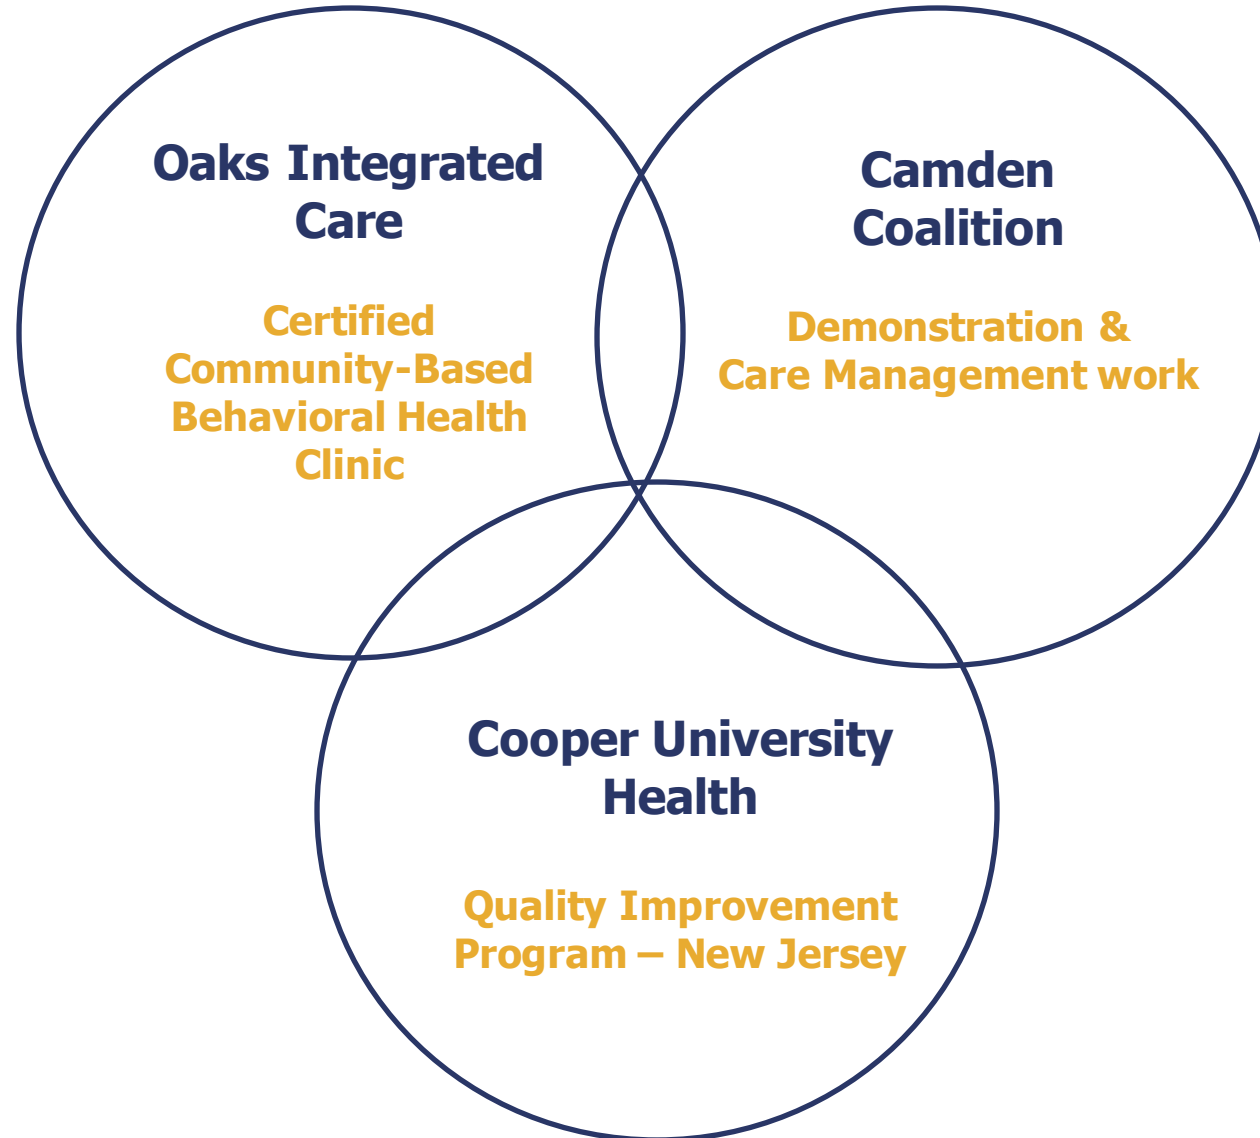 Oaks Integrated
Care
Certified
Community-Based
Behavioral Health
Clinic
Camden
Coalition
Demonstration &
Care Management work
Cooper University
Health
Quality Improvement
Program – New Jersey